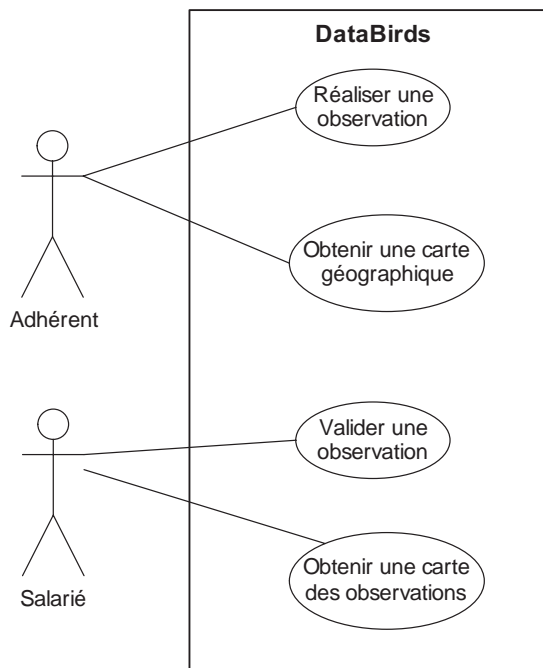 DataBirds
Réaliser une
observation
Obtenir une carte
géographique
Adhérent
Valider une
observation
Obtenir une carte
des observations
Salarié